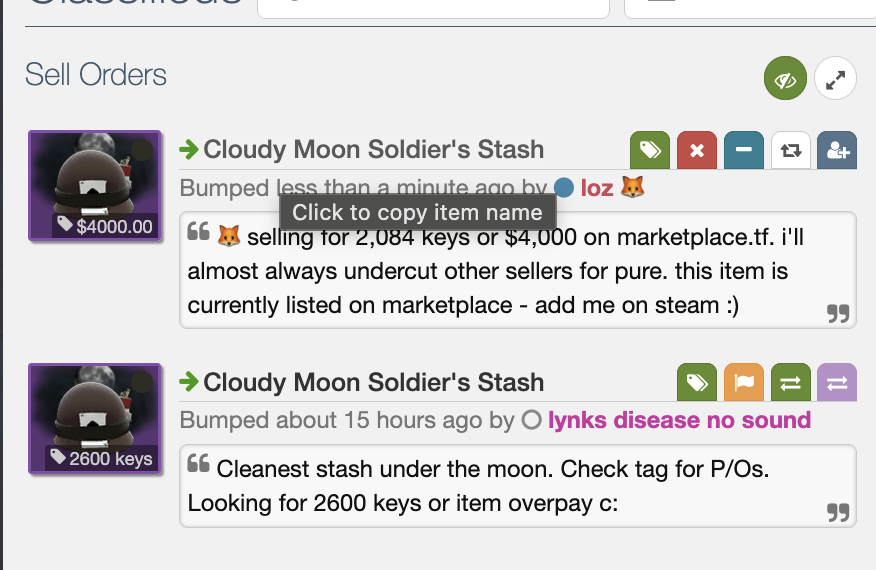 Sell Orders
Cloudy Moon Soldier's Stash
Bumped less than a minute ago by loz 🦊
Click to copy item name
$4000.00
🦊 selling for 2,084 keys or $4,000 on marketplace.tf. i'll
almost always undercut other sellers for pure. this item is
currently listed on marketplace - add me on steam :)
Cloudy Moon Soldier's Stash
Bumped about 15 hours ago by lynks disease no sound
2600 keys
Cleanest stash under the moon. Check tag for P/Os.
Looking for 2600 keys or item overpay c: